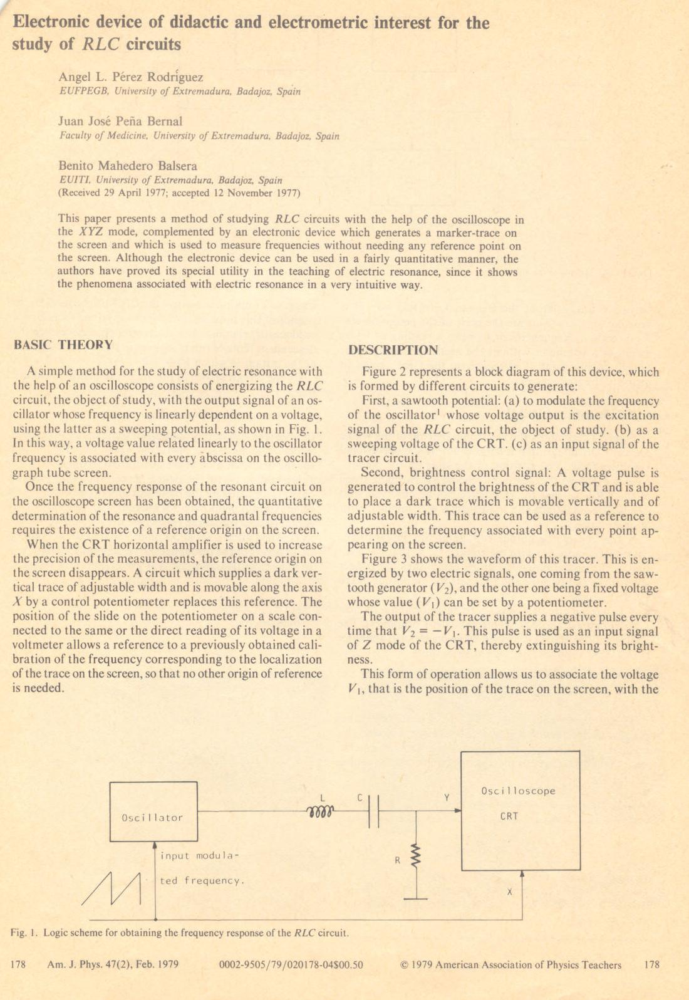 Electronic device of didactic and electrometric interest for the
study of RLC circuits
Angel L. Pérez Rodríguez
EUFPEGB, University of Extremadura, Badajoz, Spain
Juan José Peña Bernal
Faculty of Medicine, University of Extremadura, Badajoz, Spain
Benito Mahedero Balsera
EUITI, University of Extremadura, Badajoz, Spain
(Received 29 April 1977; accepted 12 November 1977)
This paper presents a method of studying RLC circuits with the help of the oscilloscope in
the XYZ mode, complemented by an electronic device which generates a marker-trace on
the screen and which is used to measure frequencies without needing any reference point on
the screen. Although the electronic device can be used in a fairly quantitative manner, the
authors have proved its special utility in the teaching of electric resonance, since it shows
the phenomena associated with electric resonance in a very intuitive way.
BASIC THEORY
A simple method for the study of electric resonance with
the help of an oscilloscope consists of energizing the RLC
circuit, the object of study, with the output signal of an os-
cillator whose frequency is linearly dependent on a voltage,
using the latter as a sweeping potential, as shown in Fig. 1.
In this way, a voltage value related linearly to the oscillator
frequency is associated with every abscissa on the oscillo-
graph tube screen.
Once the frequency response of the resonant circuit on
the oscilloscope screen has been obtained, the quantitative
determination of the resonance and quadrantal frequencies
requires the existence of a reference origin on the screen.
When the CRT horizontal amplifier is used to increase
the precision of the measurements, the reference origin on
the screen disappears. A circuit which supplies a dark ver-
tical trace of adjustable width and is movable along the axis
X by a control potentiometer replaces this reference. The
position of the slide on the potentiometer on a scale con-
nected to the same or the direct reading of its voltage in a
voltmeter allows a reference to a previously obtained cali-
bration of the frequency corresponding to the localization
of the trace on the screen, so that no other origin of reference
is needed.
DESCRIPTION
Figure 2 represents a block diagram of this device, which
is formed by different circuits to generate:
First, a sawtooth potential: (a) to modulate the frequency
of the oscillator¹ whose voltage output is the excitation
signal of the RLC circuit, the object of study. (b) as a
sweeping voltage of the CRT. (c) as an input signal of the
tracer circuit.
Second, brightness control signal: A voltage pulse is
generated to control the brightness of the CRT and is able
to place a dark trace which is movable vertically and of
adjustable width. This trace can be used as a reference to
determine the frequency associated with every point ap-
pearing on the screen.
Figure 3 shows the waveform of this tracer. This is en-
ergized by two electric signals, one coming from the saw-
tooth generator (V₂), and the other one being a fixed voltage
whose value (V₁) can be set by a potentiometer.
The output of the tracer supplies a negative pulse every
time that V₂ = −V₁. This pulse is used as an input signal
of Z mode of the CRT, thereby extinguishing its bright-
ness.
This form of operation allows us to associate the voltage
V₁, that is the position of the trace on the screen, with the
Oscillator
L
C
Y
Oscilloscope
CRT
input modula-
ted frequency.
R
X
Fig. 1. Logic scheme for obtaining the frequency response of the RLC circuit.
178 Am. J. Phys. 47(2), Feb. 1979 0002-9505/79/020178-04$00.50 © 1979 American Association of Physics Teachers 178